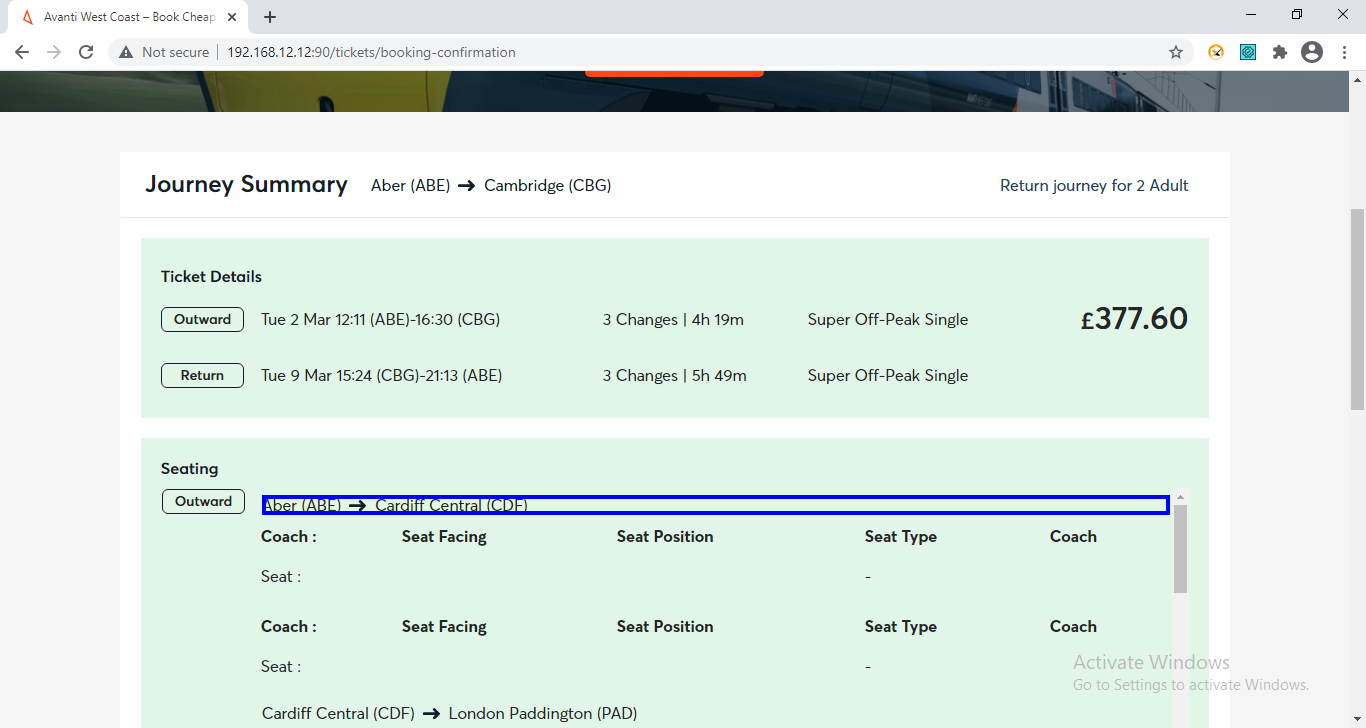 Avanti West Coast – Book Cheap
Not secure | 192.168.12.12:90/tickets/booking-confirmation
Journey Summary Aber (ABE) → Cambridge (CBG) Return journey for 2 Adult
Ticket Details
Outward Tue 2 Mar 12:11 (ABE)-16:30 (CBG) 3 Changes | 4h 19m Super Off-Peak Single £377.60
Return Tue 9 Mar 15:24 (CBG)-21:13 (ABE) 3 Changes | 5h 49m Super Off-Peak Single
Seating
Outward Aber (ABE) → Cardiff Central (CDF)
Coach : Seat Facing Seat Position Seat Type Coach
Seat : -
Coach : Seat Facing Seat Position Seat Type Coach
Seat : -
Activate Windows
Go to Settings to activate Windows.
Cardiff Central (CDF) → London Paddington (PAD)